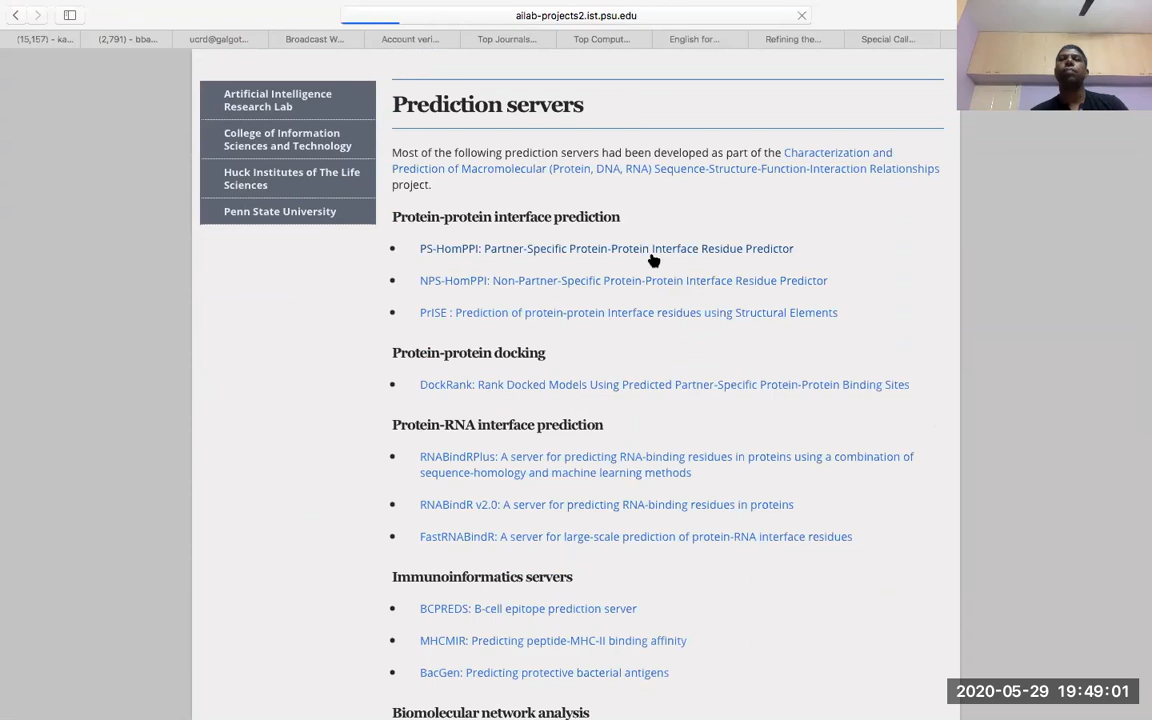 ailab-projects2.ist.psu.edu
(15,157) - ka...
(2,791) - bba...
ucrd@galgot...
Broadcast W...
Account veri...
Top Journals...
Top Comput...
English for...
Refining the...
Special Call...
Artificial Intelligence
Research Lab
College of Information
Sciences and Technology
Huck Institutes of The Life
Sciences
Penn State University
Prediction servers
Most of the following prediction servers had been developed as part of the Characterization and
Prediction of Macromolecular (Protein, DNA, RNA) Sequence-Structure-Function-Interaction Relationships
project.
Protein-protein interface prediction
• PS-HomPPI: Partner-Specific Protein-Protein Interface Residue Predictor
• NPS-HomPPI: Non-Partner-Specific Protein-Protein Interface Residue Predictor
• PrISE : Prediction of protein-protein Interface residues using Structural Elements
Protein-protein docking
• DockRank: Rank Docked Models Using Predicted Partner-Specific Protein-Protein Binding Sites
Protein-RNA interface prediction
• RNABindRPlus: A server for predicting RNA-binding residues in proteins using a combination of
sequence-homology and machine learning methods
• RNABindR v2.0: A server for predicting RNA-binding residues in proteins
• FastRNABindR: A server for large-scale prediction of protein-RNA interface residues
Immunoinformatics servers
• BCPREDS: B-cell epitope prediction server
• MHCMIR: Predicting peptide-MHC-II binding affinity
• BacGen: Predicting protective bacterial antigens
Biomolecular network analysis
2020-05-29 19:49:01